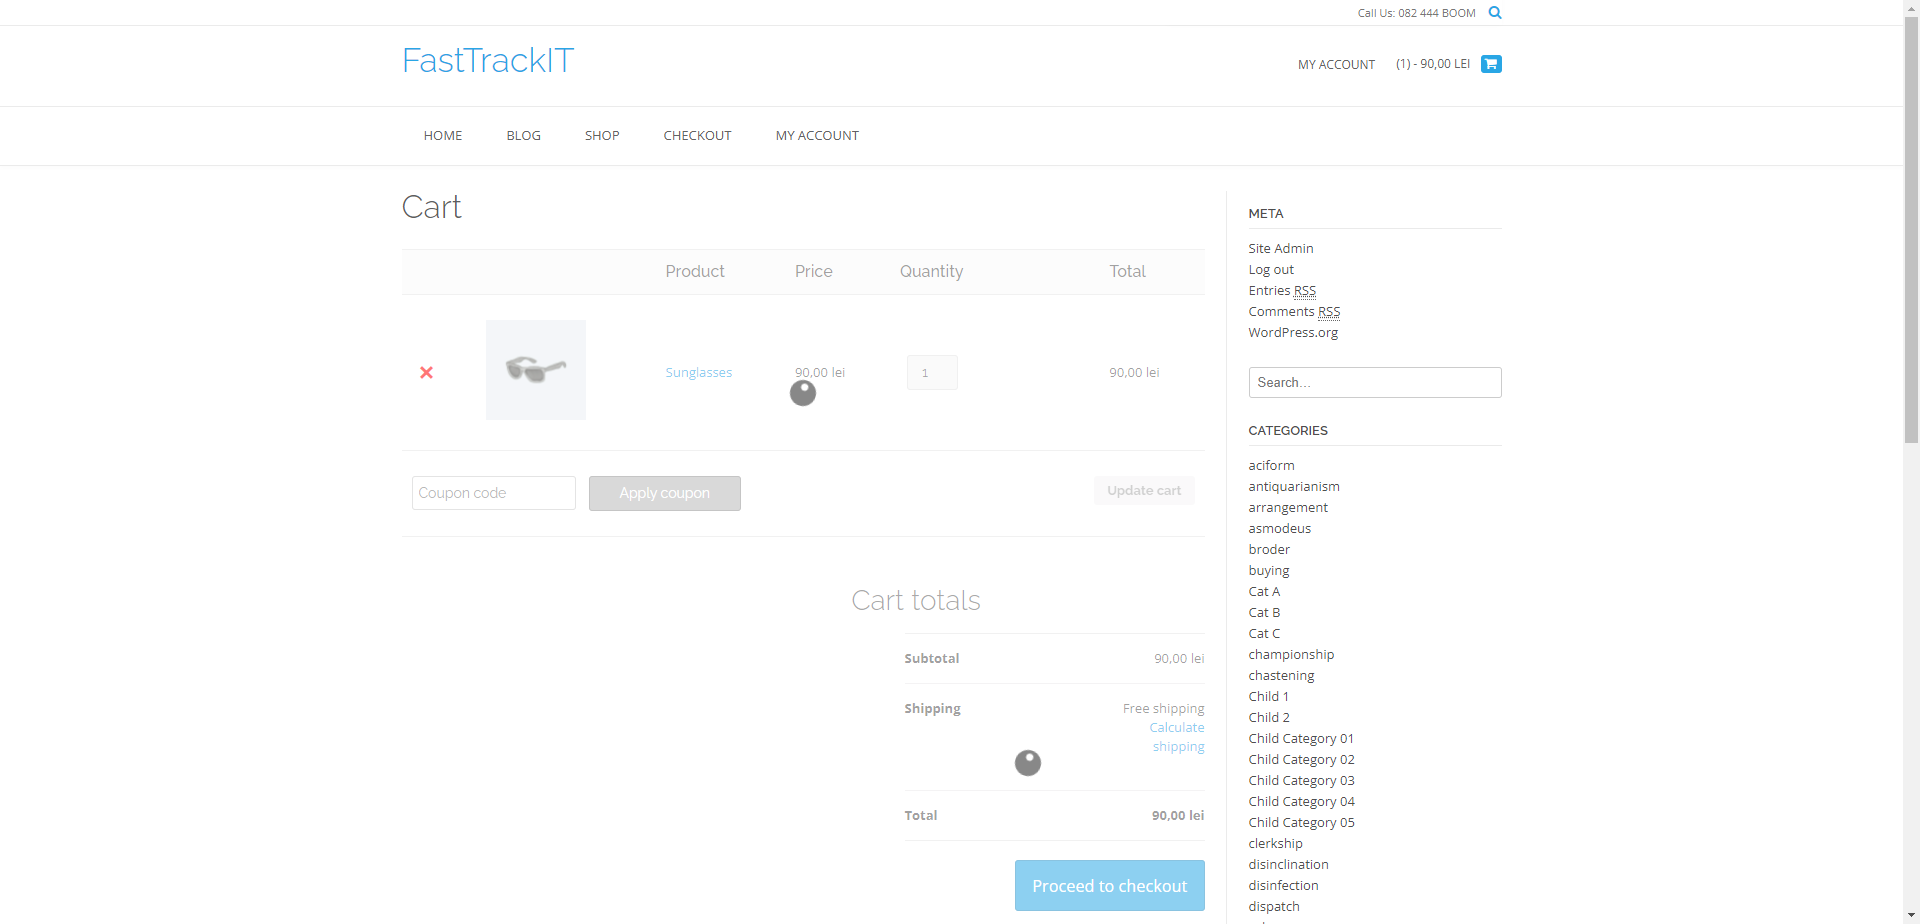 Call Us: 082 444 BOOM
FastTrackIT
MY ACCOUNT (1) - 90,00 LEI
HOME BLOG SHOP CHECKOUT MY ACCOUNT
Cart
Product Price Quantity Total
Sunglasses 90,00 lei 1 90,00 lei
Coupon code Apply coupon Update cart
Cart totals
Subtotal 90,00 lei
Shipping Free shipping
Calculate
shipping
Total 90,00 lei
Proceed to checkout
META
Site Admin
Log out
Entries RSS
Comments RSS
WordPress.org
Search...
CATEGORIES
aciform
antiquarianism
arrangement
asmodeus
broder
buying
Cat A
Cat B
Cat C
championship
chastening
Child 1
Child 2
Child Category 01
Child Category 02
Child Category 03
Child Category 04
Child Category 05
clerkship
disinclination
disinfection
dispatch